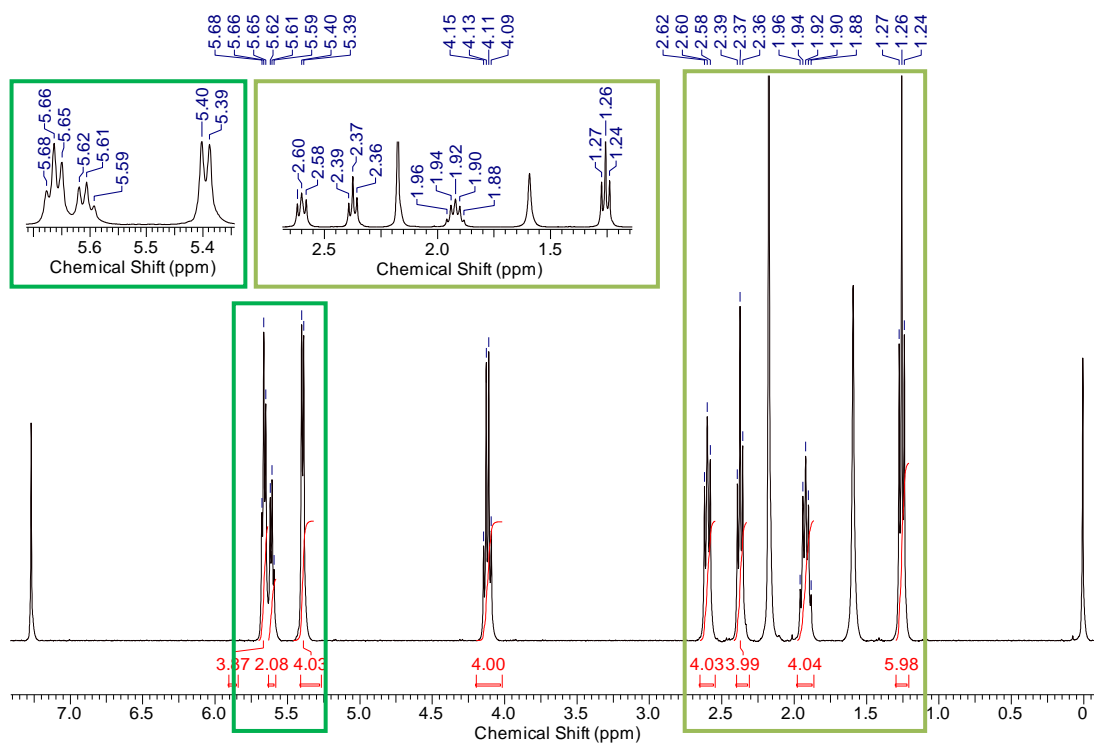 5.68 5.66 5.65 5.62 5.61 5.59 5.40 5.39 4.15 4.13 4.11 4.09 2.62 2.60 2.58 2.39 2.37 2.36 1.96 1.94 1.92 1.90 1.88 1.27 1.26 1.24
5.68 5.66 5.65 5.62 5.61 5.59 5.40 5.39
5.6 5.5 5.4
Chemical Shift (ppm)
2.60 2.58 2.39 2.37 2.36 1.96 1.94 1.92 1.90 1.88 1.27 1.26 1.24
2.5 2.0 1.5
Chemical Shift (ppm)
3.87 2.08 4.03 4.00 4.03 3.99 4.04 5.98
7.0 6.5 6.0 5.5 5.0 4.5 4.0 3.5 3.0 2.5 2.0 1.5 1.0 0.5 0
Chemical Shift (ppm)